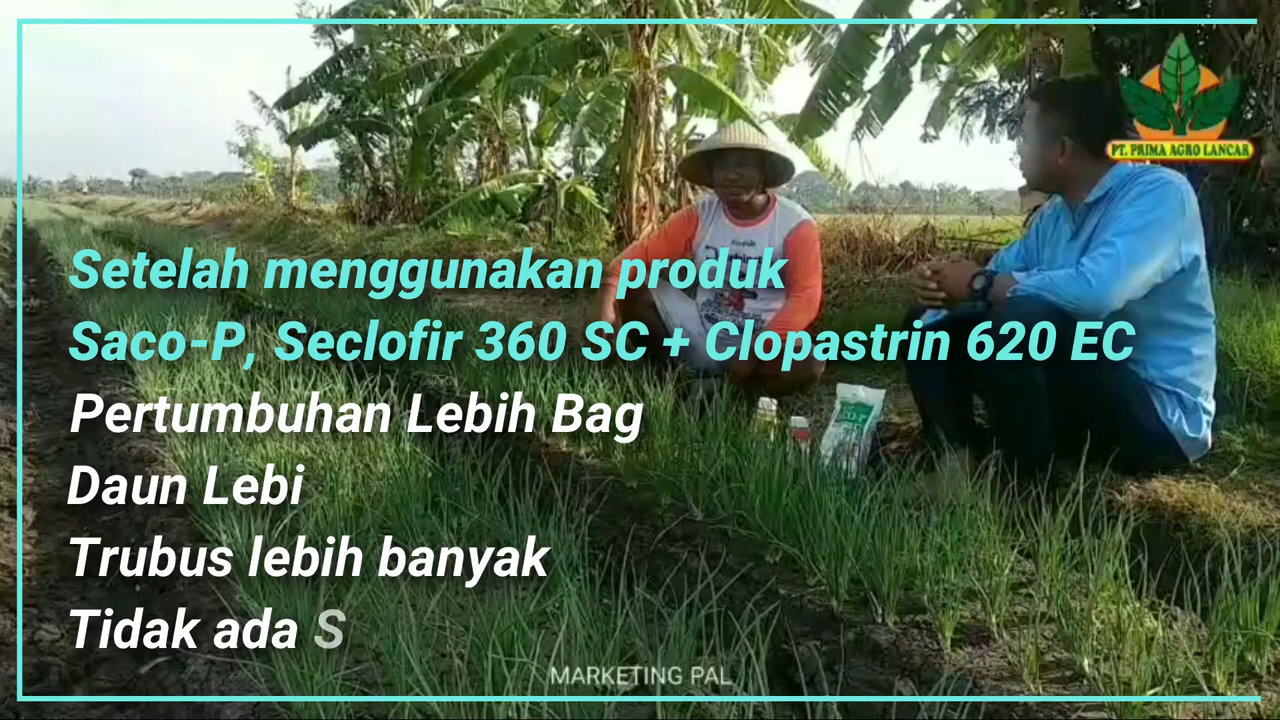 PT. PRIMA AGRO LANCAR
Setelah menggunakan produk
Saco-P, Seclofir 360 SC + Clopastrin 620 EC
Pertumbuhan Lebih Bag
Daun Lebi
Trubus lebih banyak
Tidak ada S
MARKETING PAL